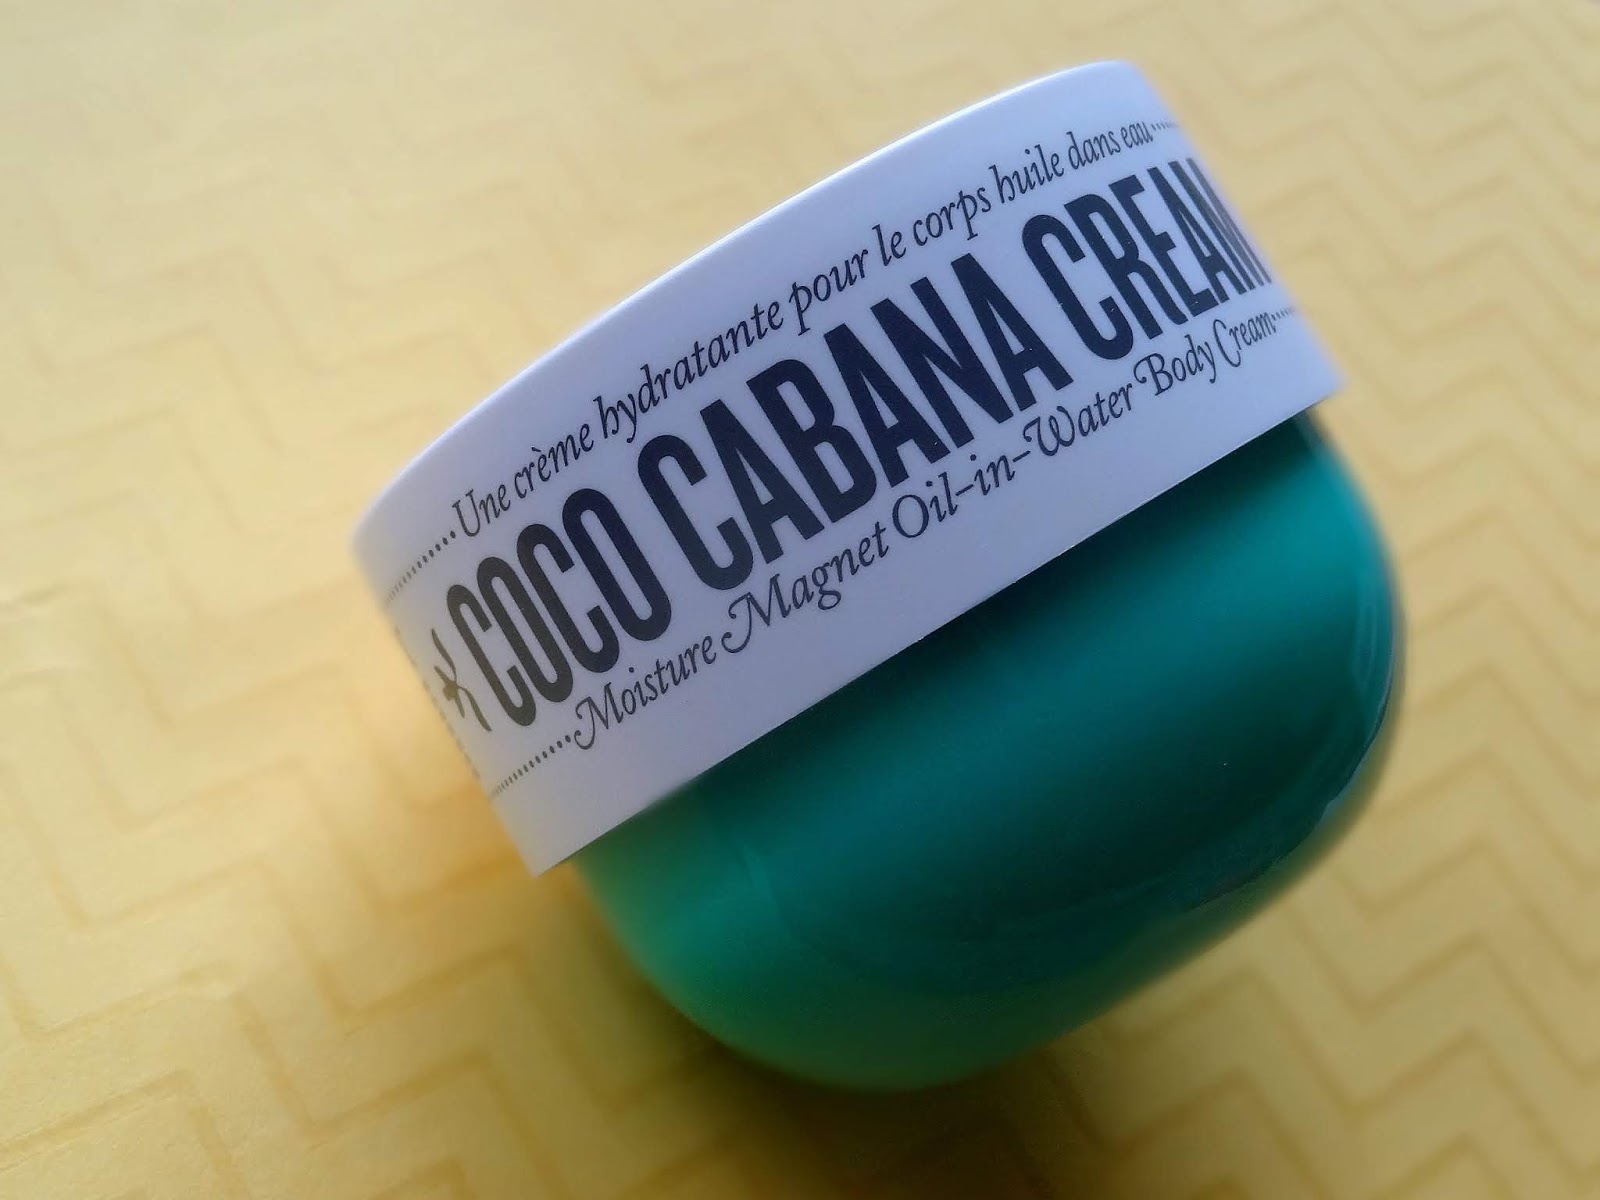 Une crème hydratante pour le corps huile dans eau
COCO CABANA CREAM
Moisture Magnet Oil-in-Water Body Cream